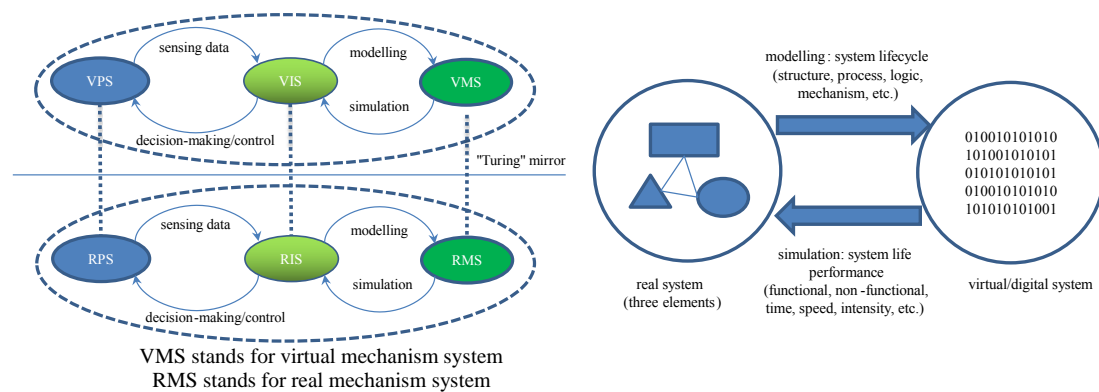 sensing data
modelling
VPS
VIS
VMS
simulation
decision-making/control
"Turing" mirror
sensing data
modelling
RPS
RIS
RMS
simulation
decision-making/control
VMS stands for virtual mechanism system
RMS stands for real mechanism system
modelling: system lifecycle
(structure, process, logic,
mechanism, etc.)
010010101010
101001010101
010101010101
010010101010
101010101001
simulation: system life
performance
(functional, non -functional,
time, speed, intensity, etc.)
real system
(three elements)
virtual/digital system